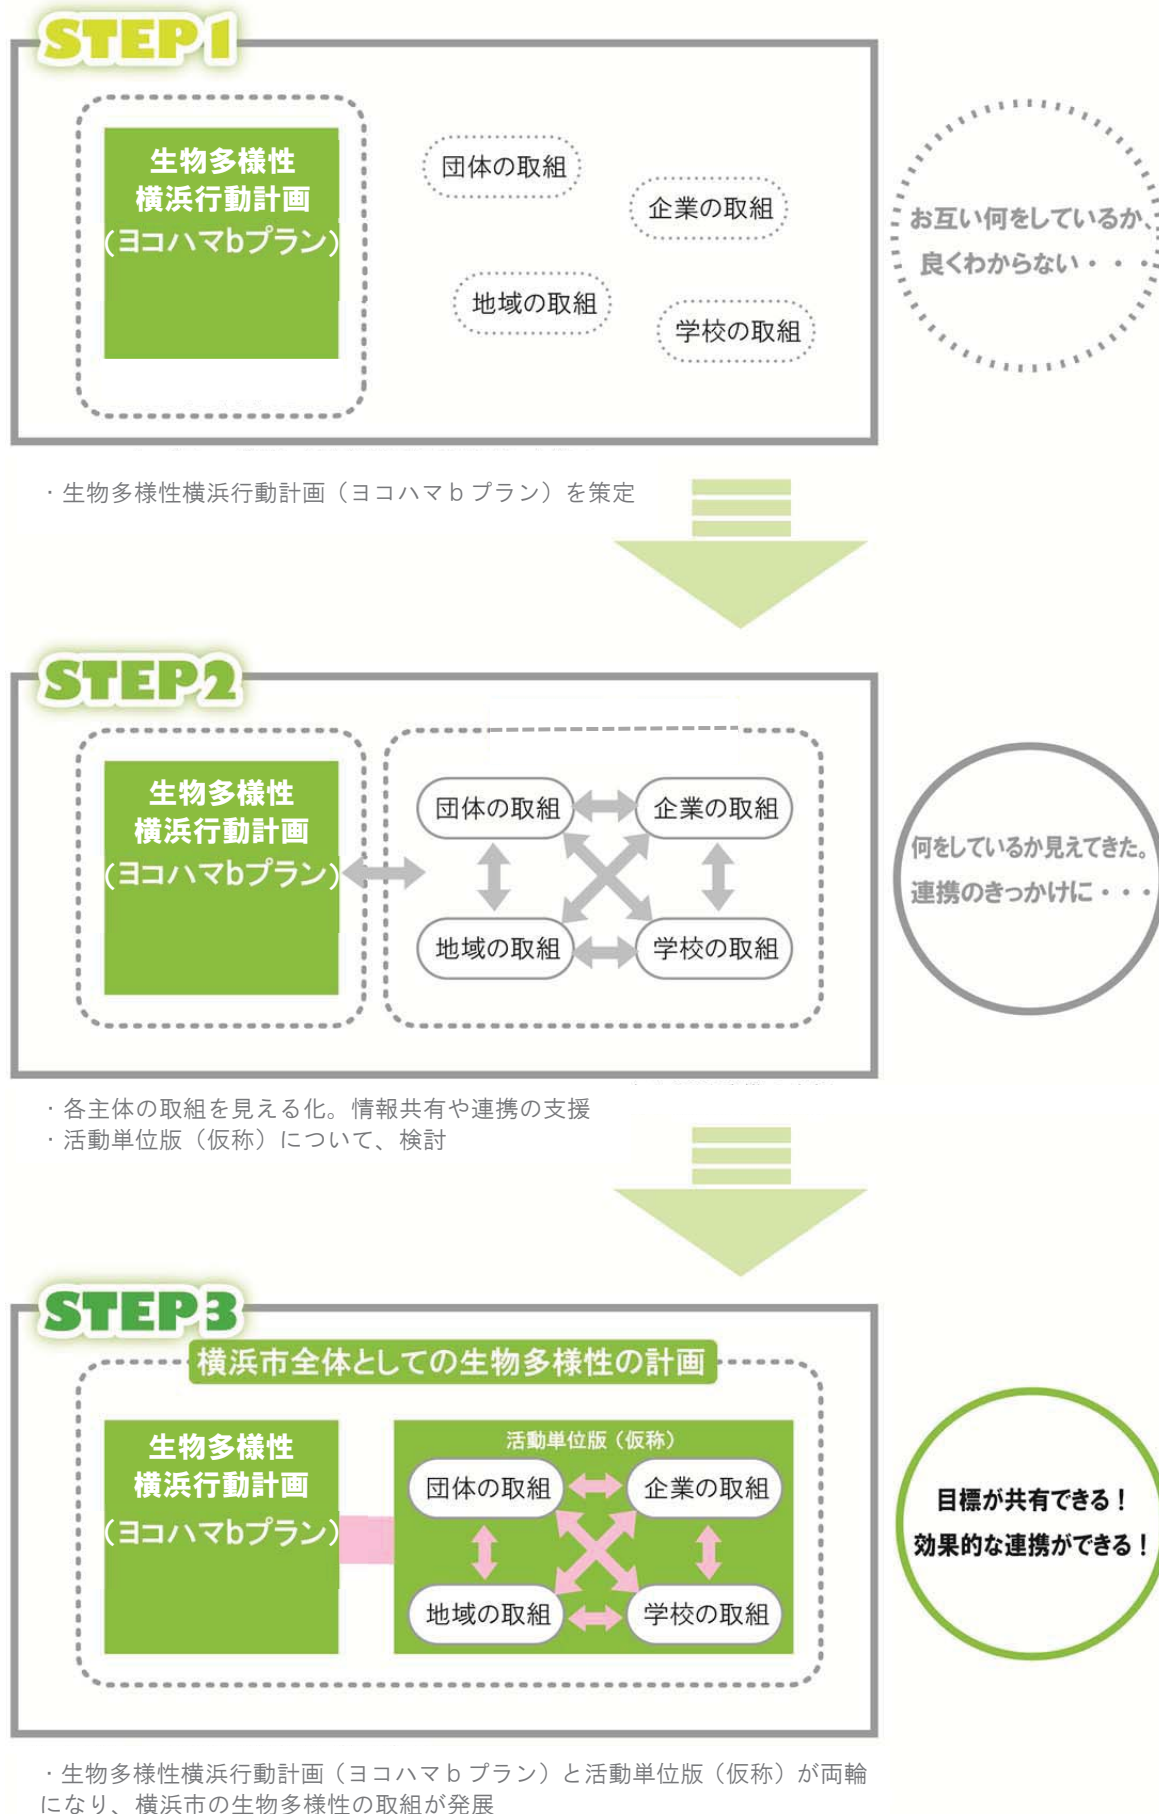 STEP1
生物多様性
横浜行動計画
(ヨコハマbプラン)
団体の取組
企業の取組
地域の取組
学校の取組
お互い何をしているか、
良くわからない・・・
・生物多様性横浜行動計画（ヨコハマｂプラン）を策定
STEP2
生物多様性
横浜行動計画
(ヨコハマbプラン)
団体の取組
企業の取組
地域の取組
学校の取組
何をしているか見えてきた。
連携のきっかけに・・・
・各主体の取組を見える化。情報共有や連携の支援
・活動単位版（仮称）について、検討
STEP3
横浜市全体としての生物多様性の計画
生物多様性
横浜行動計画
(ヨコハマbプラン)
活動単位版（仮称）
団体の取組
企業の取組
地域の取組
学校の取組
目標が共有できる！
効果的な連携ができる！
・生物多様性横浜行動計画（ヨコハマｂプラン）と活動単位版（仮称）が両輪
になり、横浜市の生物多様性の取組が発展